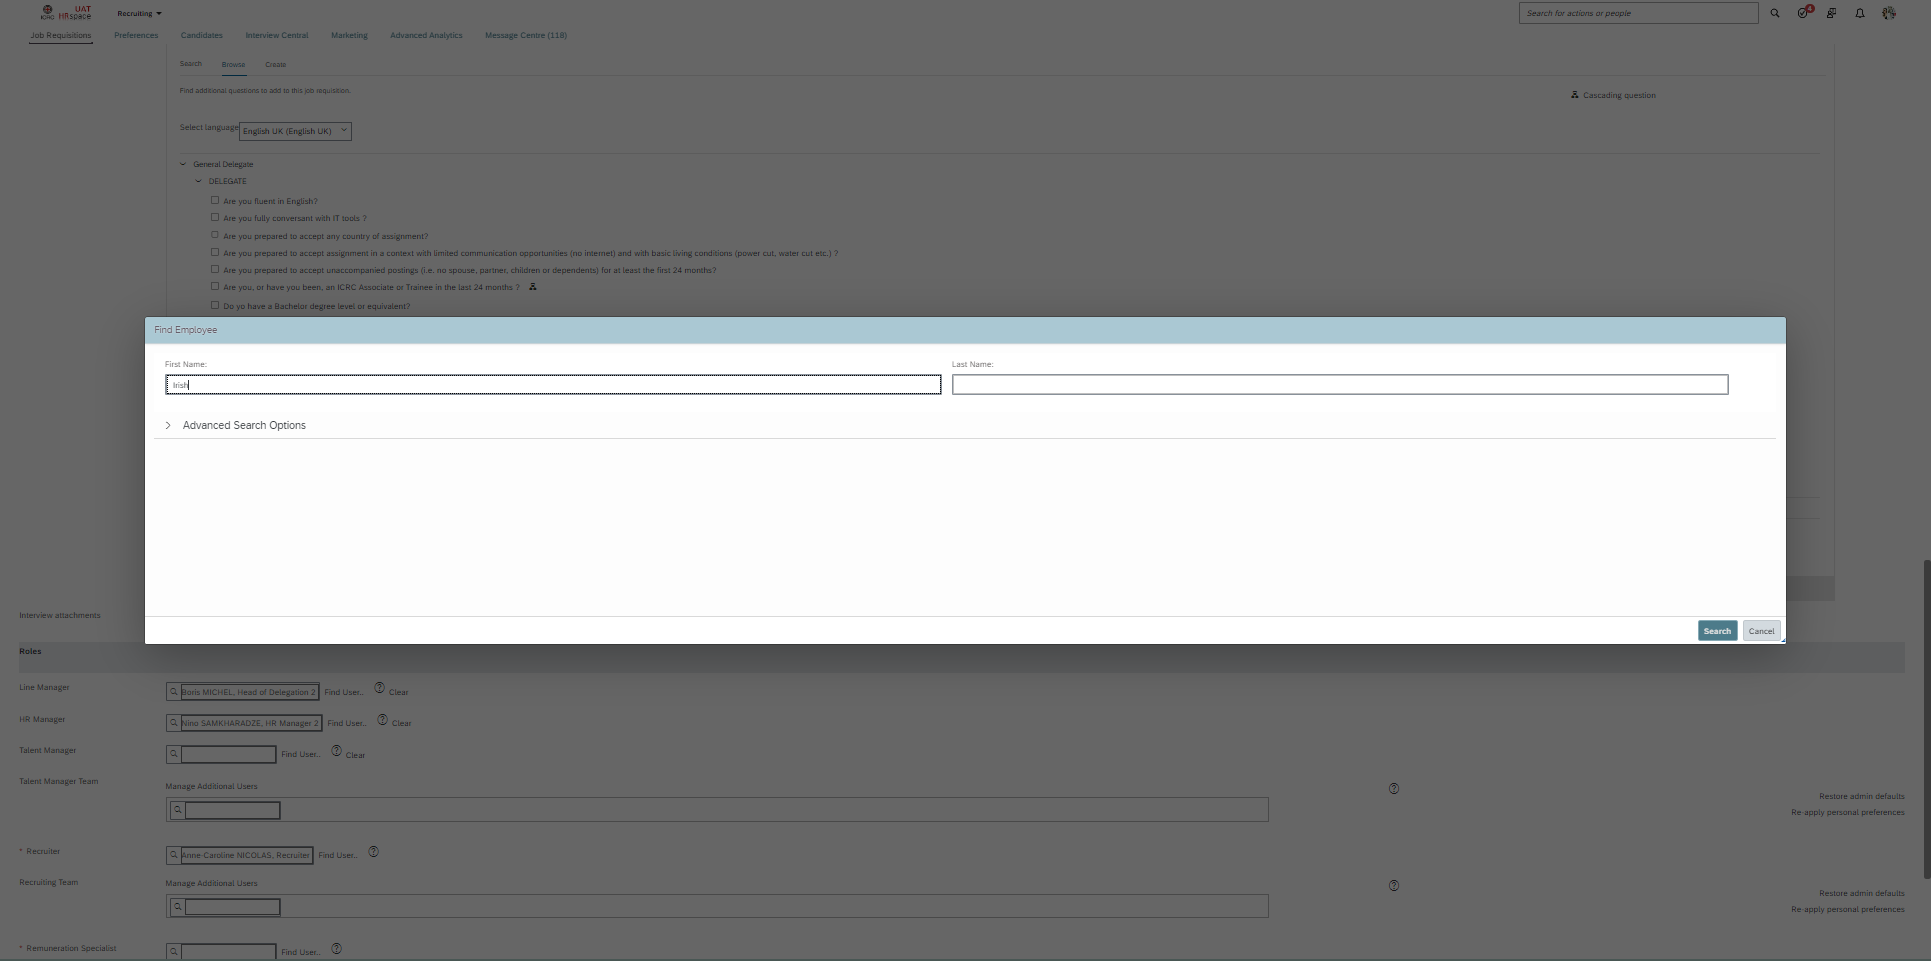 UAT
ICRC HRspace
Recruiting
Search for actions or people
4
Job Requisitions Preferences Candidates Interview Central Marketing Advanced Analytics Message Centre (118)
Search Browse Create
Find additional questions to add to this job requisition.
Cascading question
Select language English UK (English UK)
General Delegate
DELEGATE
Are you fluent in English?
Are you fully conversant with IT tools ?
Are you prepared to accept any country of assignment?
Are you prepared to accept assignment in a context with limited communication opportunities (no internet) and with basic living conditions (power cut, water cut etc.) ?
Are you prepared to accept unaccompanied postings (i.e. no spouse, partner, children or dependents) for at least the first 24 months?
Are you, or have you been, an ICRC Associate or Trainee in the last 24 months ?
Do yo have a Bachelor degree level or equivalent?
Find Employee
First Name: Last Name:
Irish
Advanced Search Options
Search Cancel
Interview attachments
Roles
Line Manager Boris MICHEL, Head of Delegation 2 Find User.. ? Clear
HR Manager Nino SAMKHARADZE, HR Manager 2 Find User.. ? Clear
Talent Manager Find User.. ? Clear
Talent Manager Team
Manage Additional Users ?
Restore admin defaults
Re-apply personal preferences
* Recruiter Anne-Caroline NICOLAS, Recruiter Find User.. ?
Recruiting Team Manage Additional Users ?
Restore admin defaults
Re-apply personal preferences
* Remuneration Specialist Find User.. ?